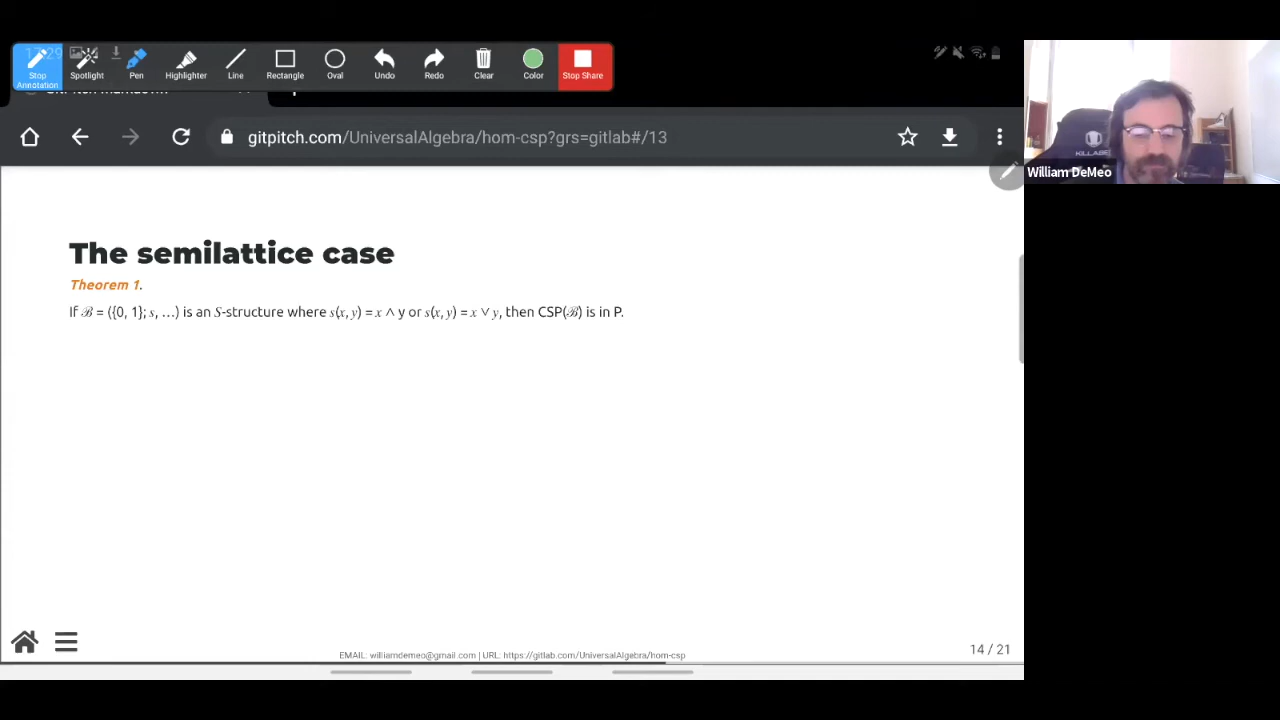 Stop Annotation
Spotlight
Pen
Highlighter
Line
Rectangle
Oval
Undo
Redo
Clear
Color
Stop Share
gitpitch.com/UniversalAlgebra/hom-csp?grs=gitlab#/13
KILLABEE
William DeMeo
The semilattice case
Theorem 1.
If ℬ = ({0, 1}; s, …) is an S-structure where s(x, y) = x ∧ y or s(x, y) = x ∨ y, then CSP(ℬ) is in P.
EMAIL: williamdemeo@gmail.com | URL: https://gitlab.com/UniversalAlgebra/hom-csp
14 / 21